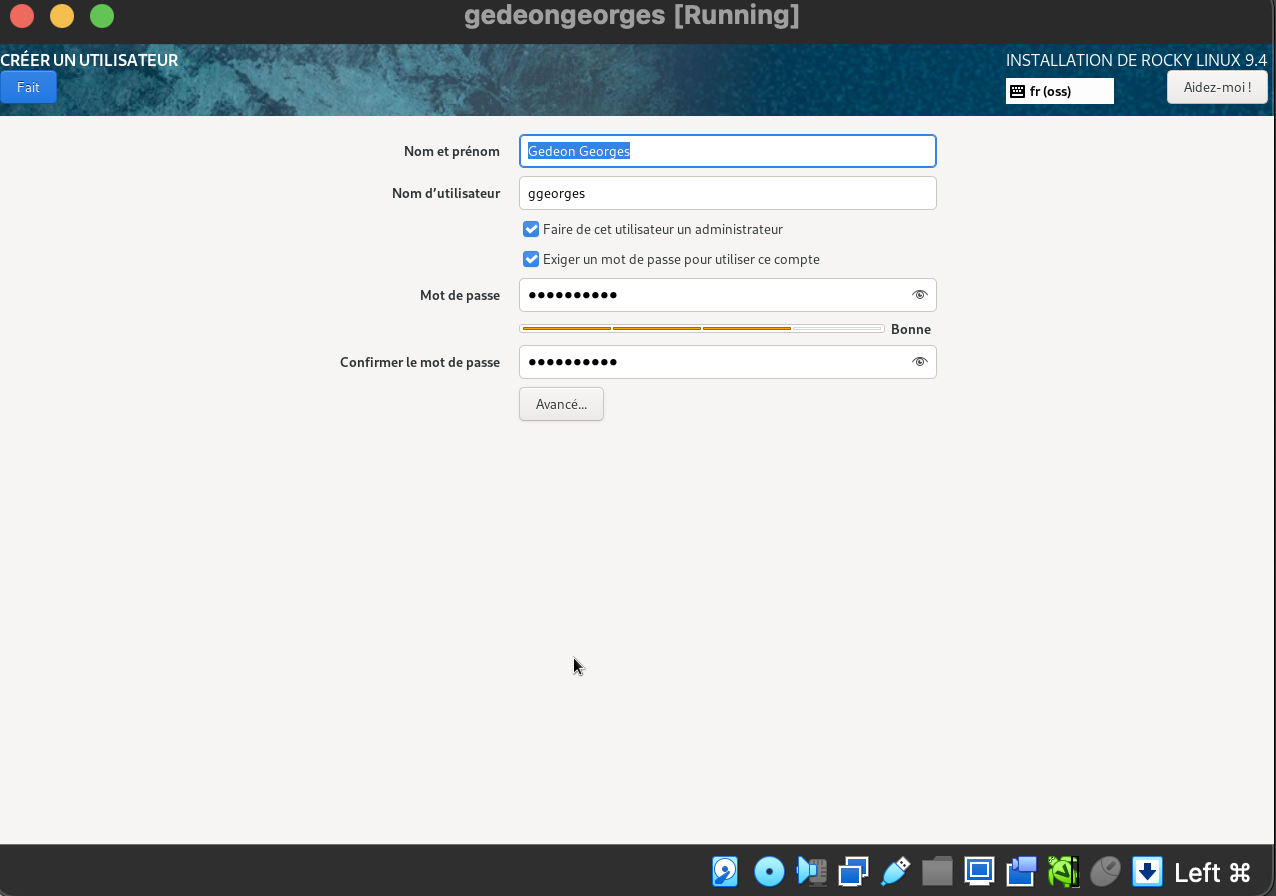 gedeongeorges [Running]
CRÉER UN UTILISATEUR
INSTALLATION DE ROCKY LINUX 9.4
Fait
fr (oss)
Aidez-moi !
Nom et prénom
Gedeon Georges
Nom d’utilisateur
ggeorges
Faire de cet utilisateur un administrateur
Exiger un mot de passe pour utiliser ce compte
Mot de passe
●●●●●●●●●●
Bonne
Confirmer le mot de passe
●●●●●●●●●●
Avancé...
Left ⌘